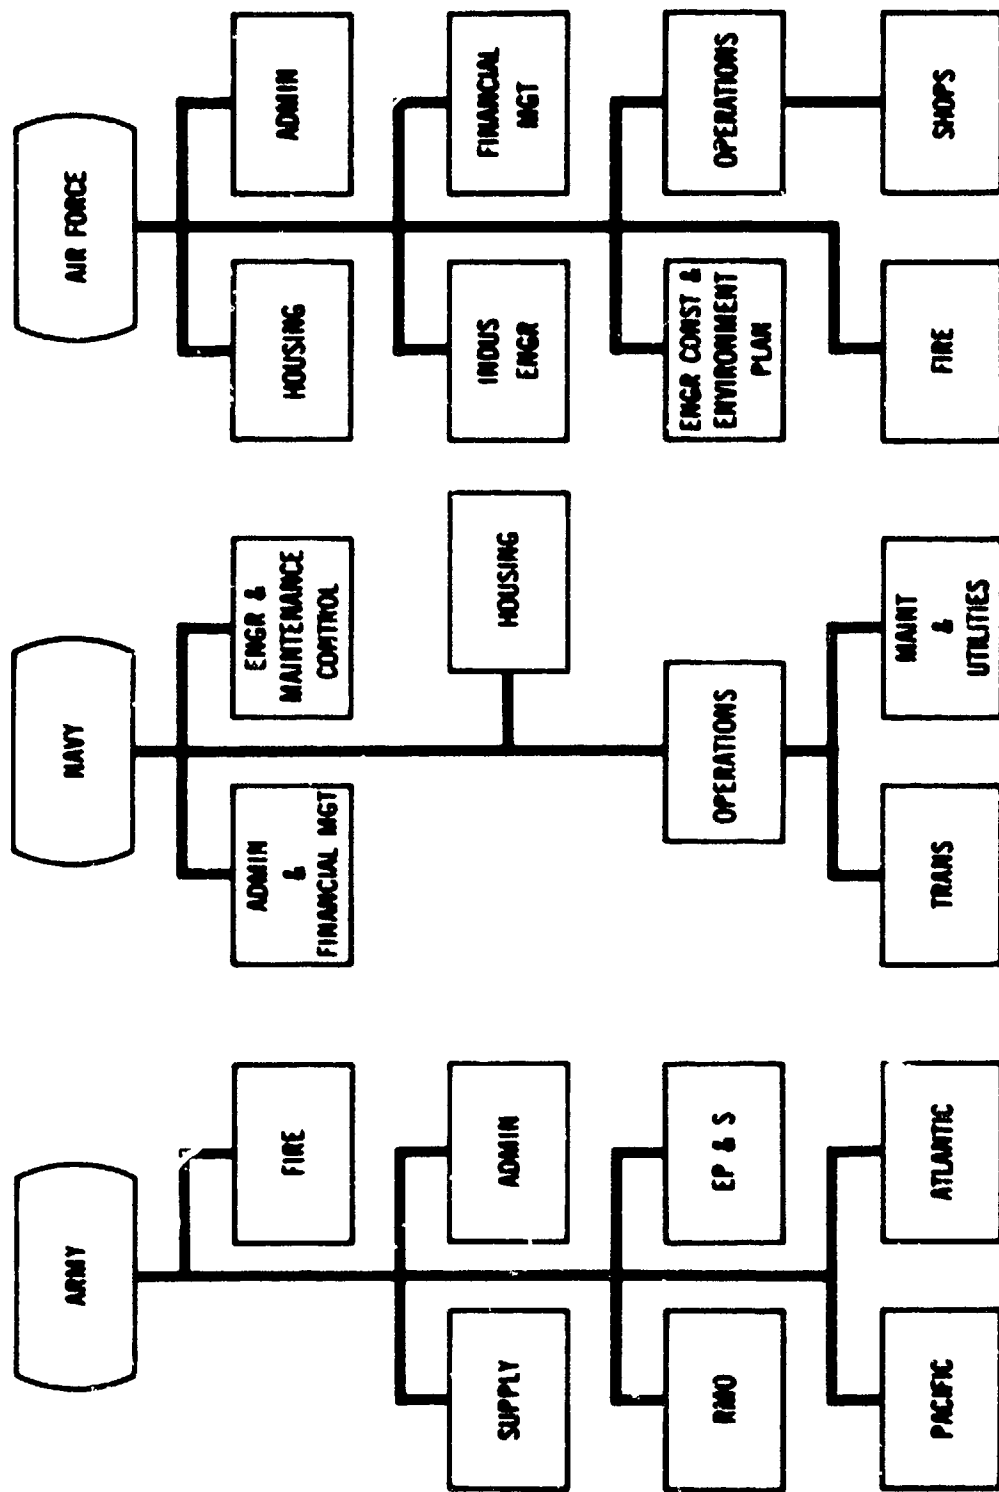 ARMY
FIRE
SUPPLY
ADMIN
RMO
EP & S
PACIFIC
ATLANTIC
NAVY
ADMIN
&
FINANCIAL MGT
ENGR &
MAINTENANCE
CONTROL
HOUSING
OPERATIONS
TRANS
MAINT
&
UTILITIES
AIR FORCE
HOUSING
ADMIN
INDUS
ENGR
FINANCIAL
MGT
ENGR CONST &
ENVIRONMENT
PLAN
OPERATIONS
FIRE
SHOPS